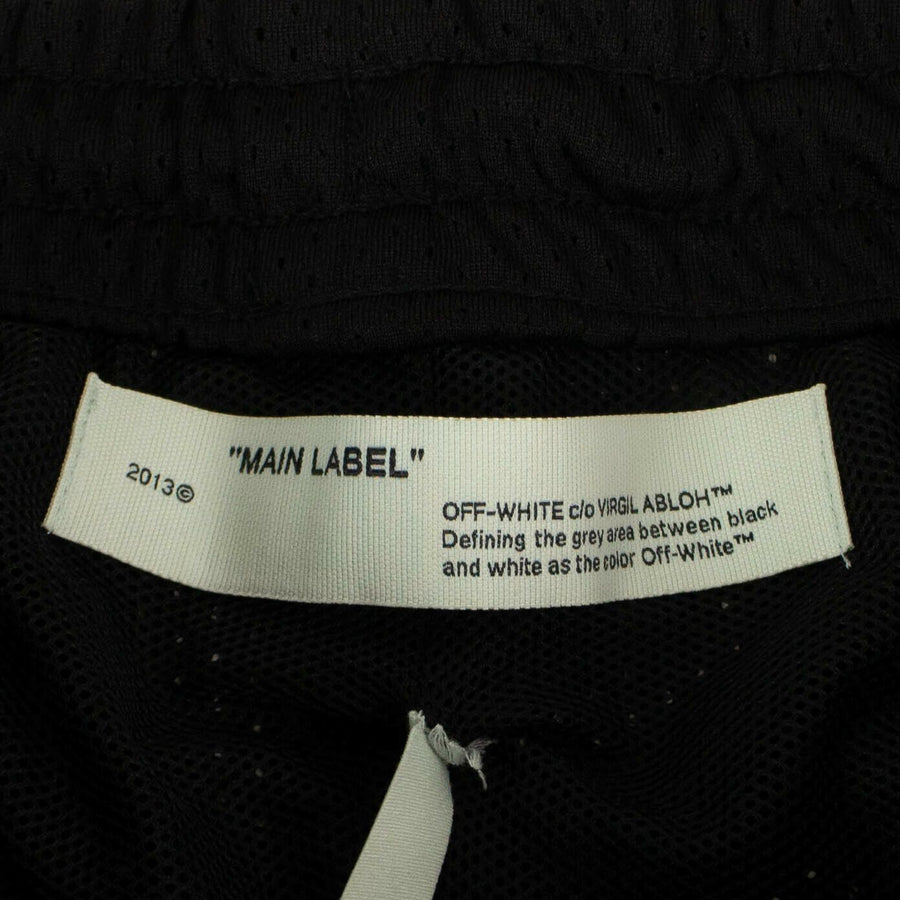 "MAIN LABEL"
2013©
OFF-WHITE c/o VIRGIL ABLOH™
Defining the grey area between black
and white as the color Off-White™